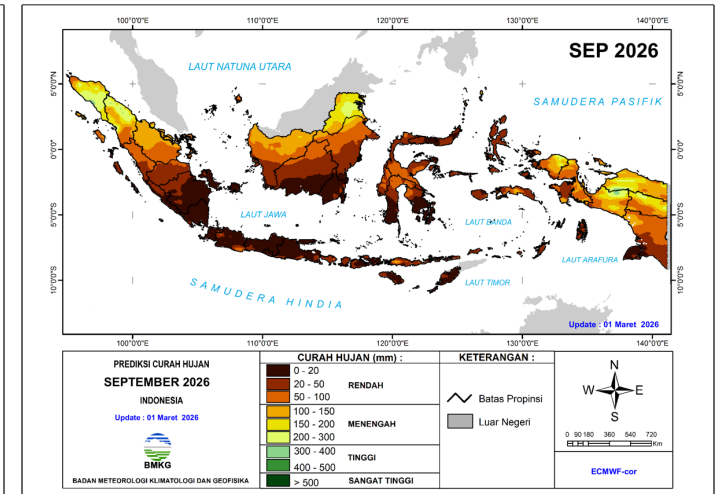 100°0'0"E 110°0'0"E 120°0'0"E 130°0'0"E 140°0'0"E
SEP 2026
LAUT NATUNA UTARA
5°0'0"N
5°0'0"N
SAMUDERA PASIFIK
0°0'0"
0°0'0"
5°0'0"S
5°0'0"S
LAUT JAWA
LAUT BANDA
LAUT ARAFURA
10°0'0"S
10°0'0"S
SAMUDERA HINDIA
LAUT TIMOR
Update : 01 Maret 2026
100°0'0"E 110°0'0"E 120°0'0"E 130°0'0"E 140°0'0"E
PREDIKSI CURAH HUJAN
SEPTEMBER 2026
INDONESIA
Update : 01 Maret 2026
BMKG
BADAN METEOROLOGI KLIMATOLOGI DAN GEOFISIKA
CURAH HUJAN (mm) :
0 - 20
20 - 50 RENDAH
50 - 100
100 - 150
150 - 200 MENENGAH
200 - 300
300 - 400 TINGGI
400 - 500
> 500 SANGAT TINGGI
KETERANGAN :
Batas Propinsi
Luar Negeri
N
W E
S
0 90 180 360 540 720
Km
ECMWF-cor